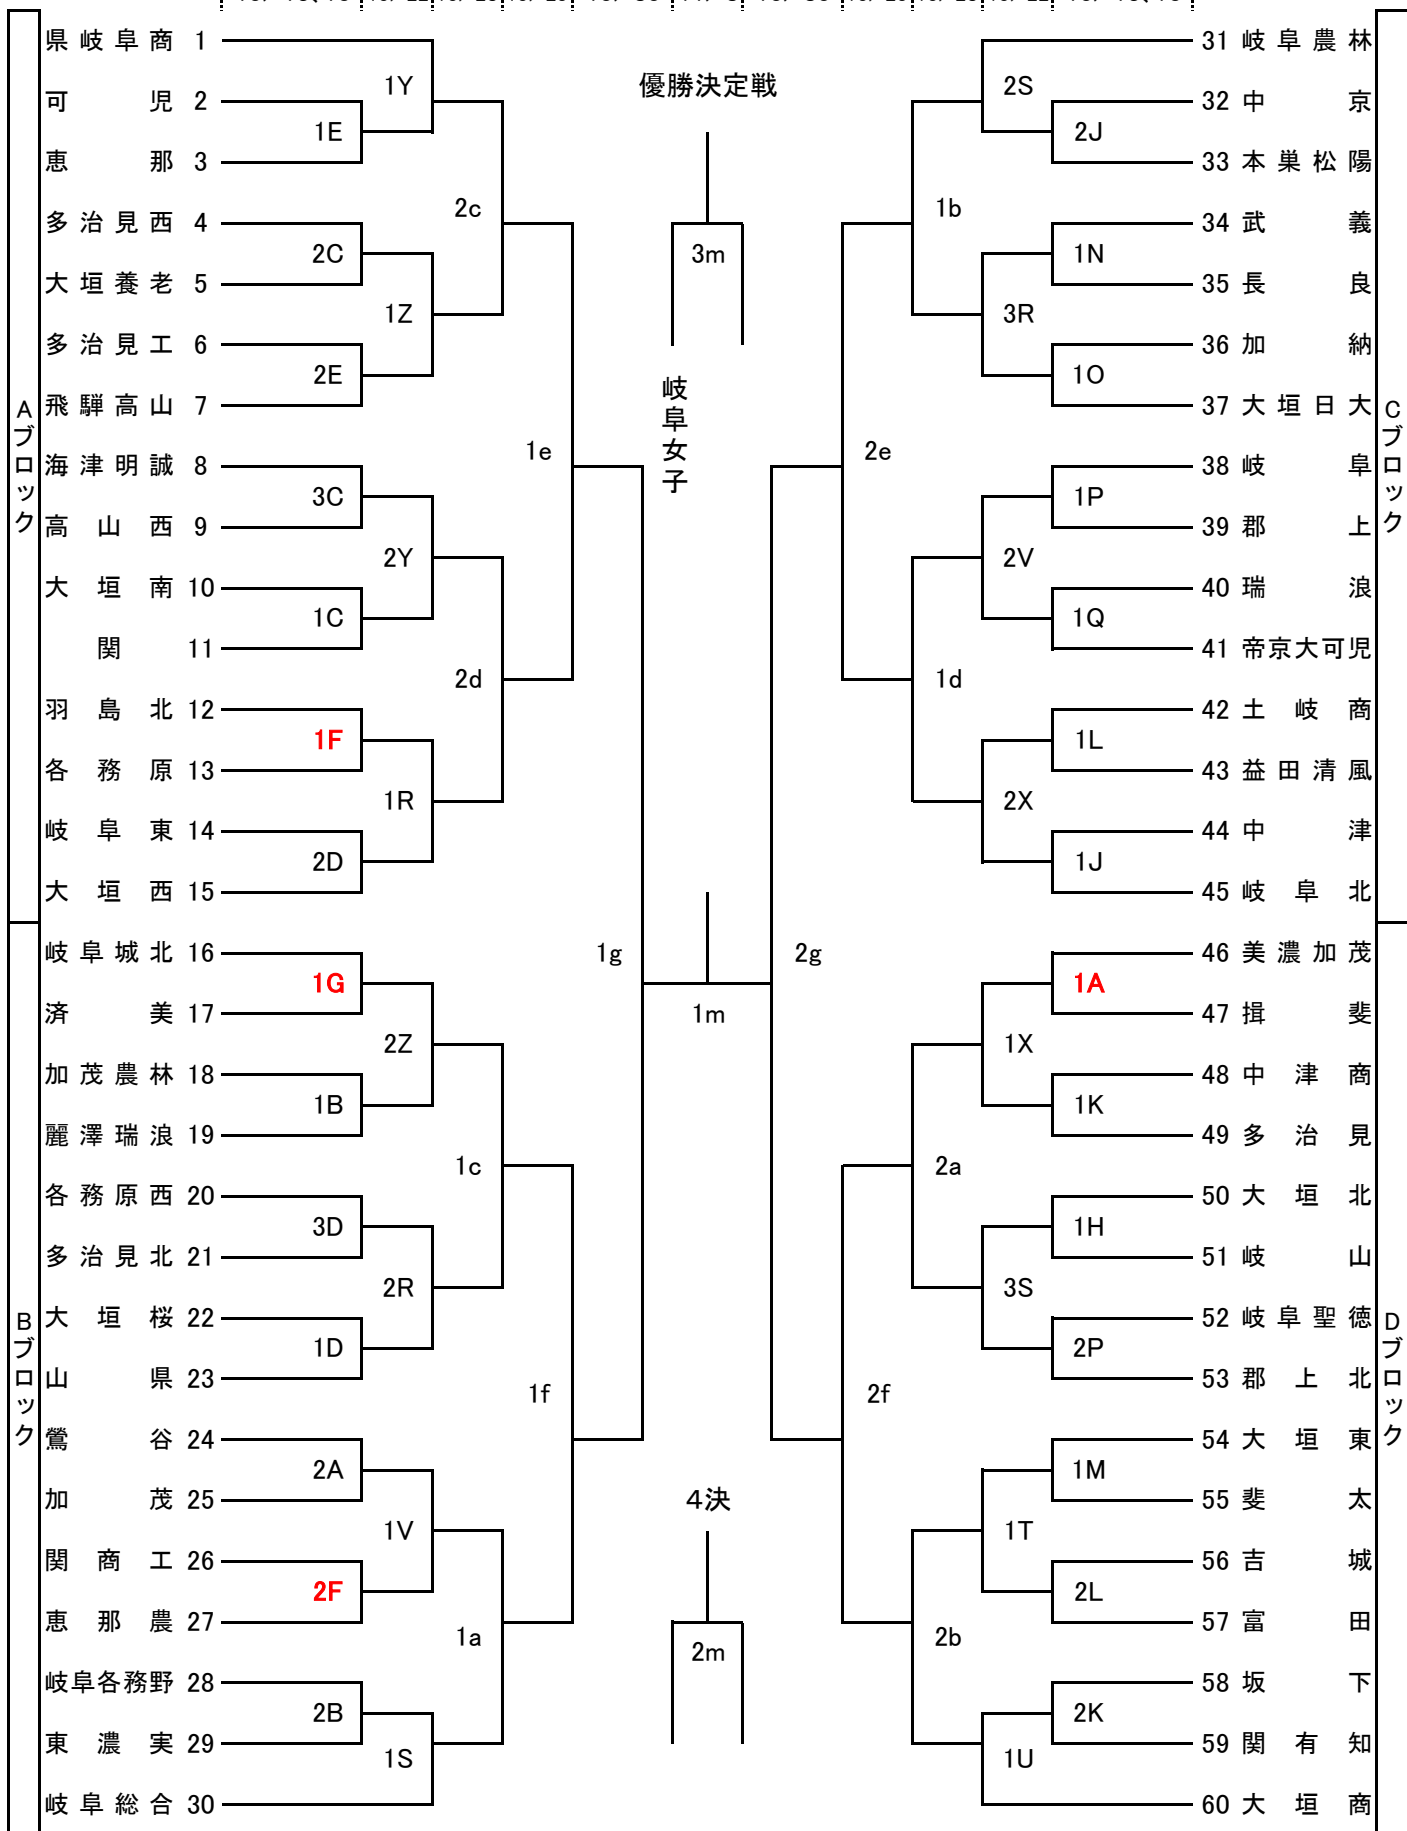 優勝決定戦
3m
岐阜女子
1m
4決
2m
Aブロック
県岐阜商 1
可児 2
恵那 3
多治見西 4
大垣養老 5
多治見工 6
飛騨高山 7
海津明誠 8
高山西 9
大垣南 10
関 11
羽島北 12
各務原 13
岐阜東 14
大垣西 15
Bブロック
岐阜城北 16
済美 17
加茂農林 18
麗澤瑞浪 19
各務原西 20
多治見北 21
大垣桜 22
山県 23
鶯谷 24
加茂 25
関商工 26
恵那農 27
岐阜各務野 28
東濃実 29
岐阜総合 30
1E
2C
2E
3C
1C
1F
2D
1G
1B
3D
1D
2A
2F
2B
1Y
1Z
2Y
1R
2Z
2R
1V
1S
2c
2d
1c
1a
1e
1f
1g
2g
2e
2f
1b
1d
2a
2b
2S
3R
2V
2X
1X
3S
1T
1U
2J
1N
1O
1P
1Q
1L
1J
1A
1K
1H
2P
1M
2L
2K
31 岐阜農林
32 中京
33 本巣松陽
34 武義
35 長良
36 加納
37 大垣日大
38 岐阜
39 郡上
40 瑞浪
41 帝京大可児
42 土岐商
43 益田清風
44 中津
45 岐阜北
Cブロック
46 美濃加茂
47 揖斐
48 中津商
49 多治見
50 大垣北
51 岐山
52 岐阜聖徳
53 郡上北
54 大垣東
55 斐太
56 吉城
57 富田
58 坂下
59 関有知
60 大垣商
Dブロック